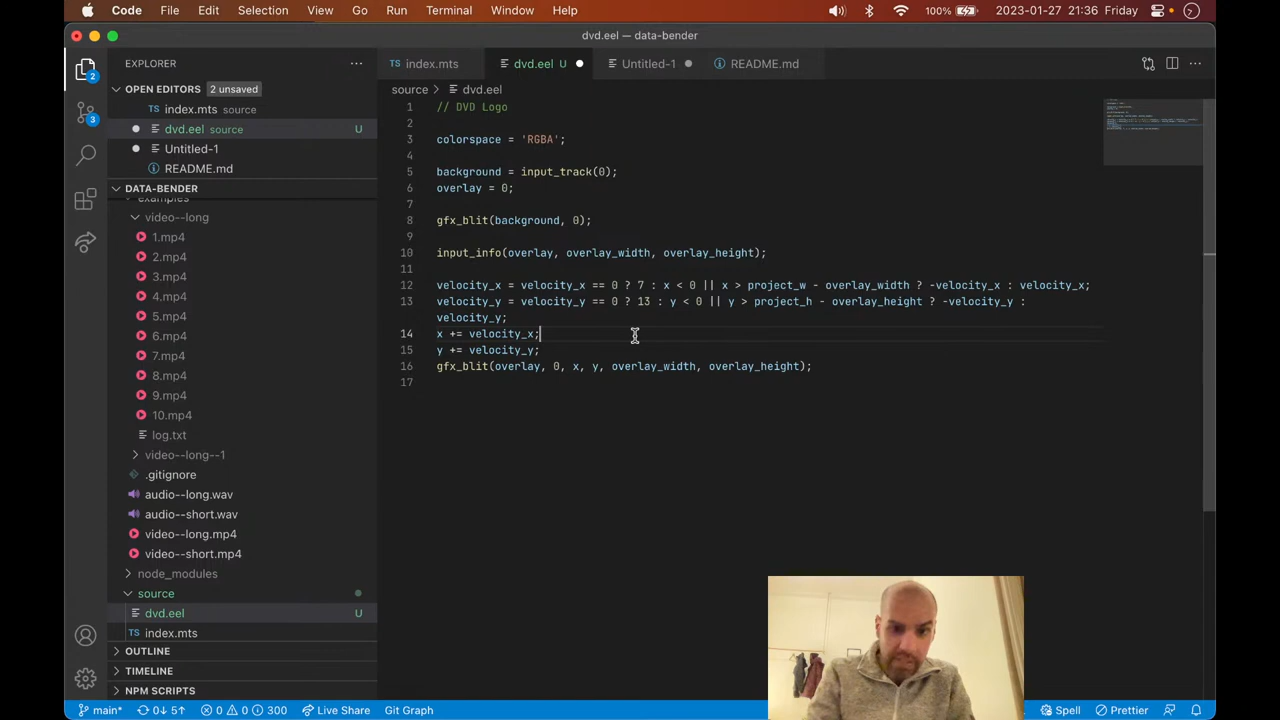 Code File Edit Selection View Go Run Terminal Window Help 100% 2023-01-27 21:36 Friday
dvd.eel — data-bender
EXPLORER
index.mts
dvd.eel U
Untitled-1
README.md
source > dvd.eel
OPEN EDITORS 2 unsaved
index.mts source
dvd.eel source U
Untitled-1
README.md
DATA-BENDER
examples
video--long
1.mp4
2.mp4
3.mp4
4.mp4
5.mp4
6.mp4
7.mp4
8.mp4
9.mp4
10.mp4
log.txt
video--long--1
.gitignore
audio--long.wav
audio--short.wav
video--long.mp4
video--short.mp4
node_modules
source
dvd.eel U
index.mts
OUTLINE
TIMELINE
NPM SCRIPTS
2
3
1 // DVD Logo
2
3 colorspace = 'RGBA';
4
5 background = input_track(0);
6 overlay = 0;
7
8 gfx_blit(background, 0);
9
10 input_info(overlay, overlay_width, overlay_height);
11
12 velocity_x = velocity_x == 0 ? 7 : x < 0 || x > project_w - overlay_width ? -velocity_x : velocity_x;
13 velocity_y = velocity_y == 0 ? 13 : y < 0 || y > project_h - overlay_height ? -velocity_y :
velocity_y;
14 x += velocity_x;
15 y += velocity_y;
16 gfx_blit(overlay, 0, x, y, overlay_width, overlay_height);
17
main* 0↓ 5↑ 0 0 300 Live Share Git Graph Spell Prettier